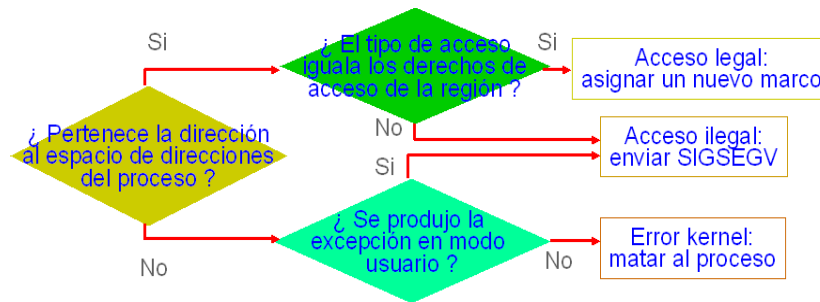 Si
¿ El tipo de acceso
iguala los derechos de
acceso de la región ?
Si
Acceso legal:
asignar un nuevo marco
¿ Pertenece la dirección
al espacio de direcciones
del proceso ?
No
Acceso ilegal:
enviar SIGSEGV
Si
¿ Se produjo la
excepción en modo
usuario ?
No
No
Error kernel:
matar al proceso